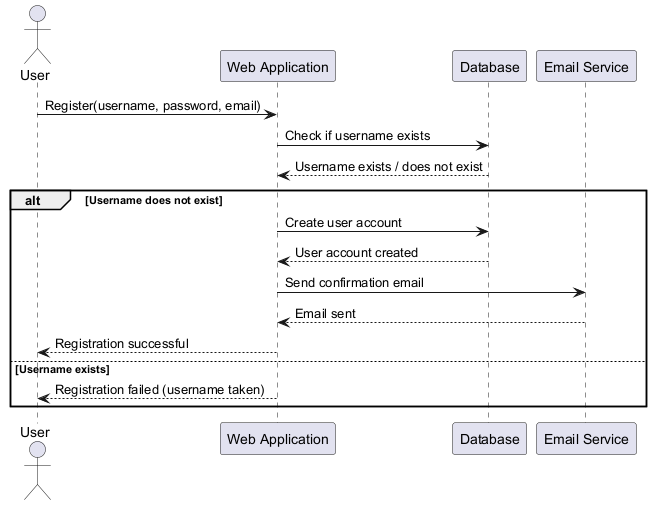 User
Web Application
Database
Email Service
Register(username, password, email)
Check if username exists
Username exists / does not exist
alt
[Username does not exist]
Create user account
User account created
Send confirmation email
Email sent
Registration successful
[Username exists]
Registration failed (username taken)
User
Web Application
Database
Email Service